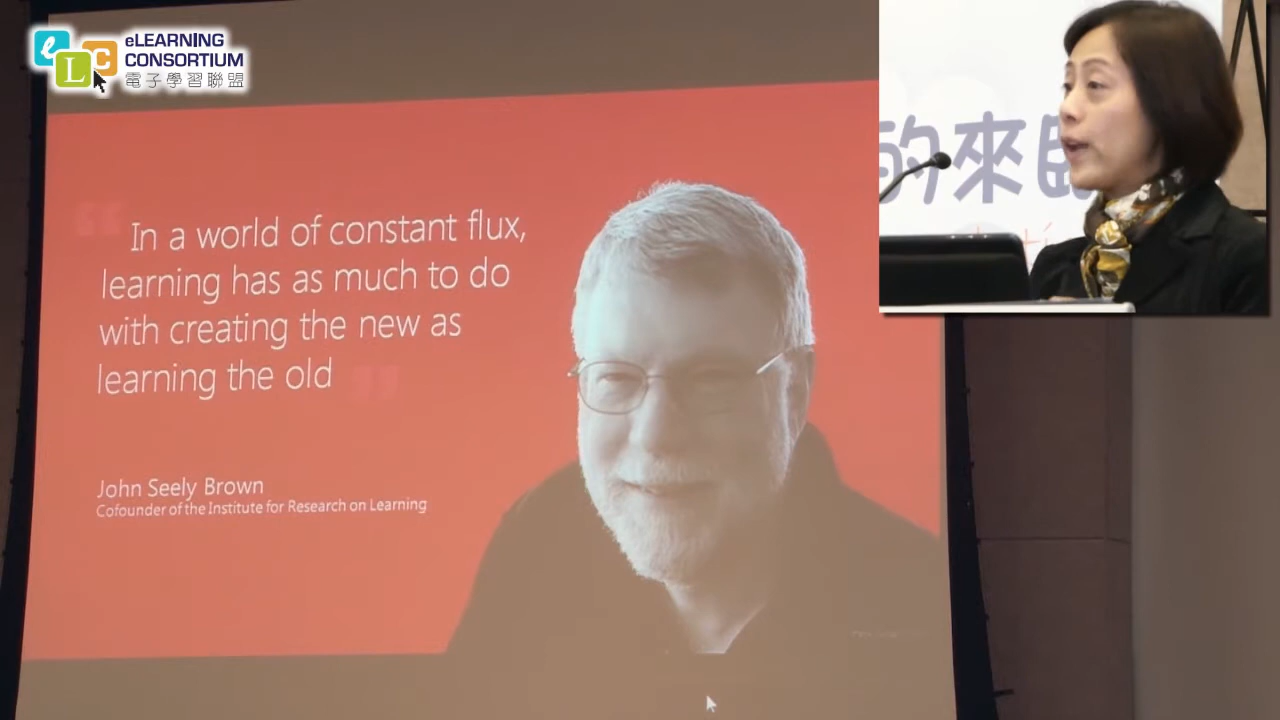 eLEARNING
CONSORTIUM
電子學習聯盟
e
L
C
“ In a world of constant flux,
learning has as much to do
with creating the new as
learning the old ”
John Seely Brown
Cofounder of the Institute for Research on Learning
的來臨